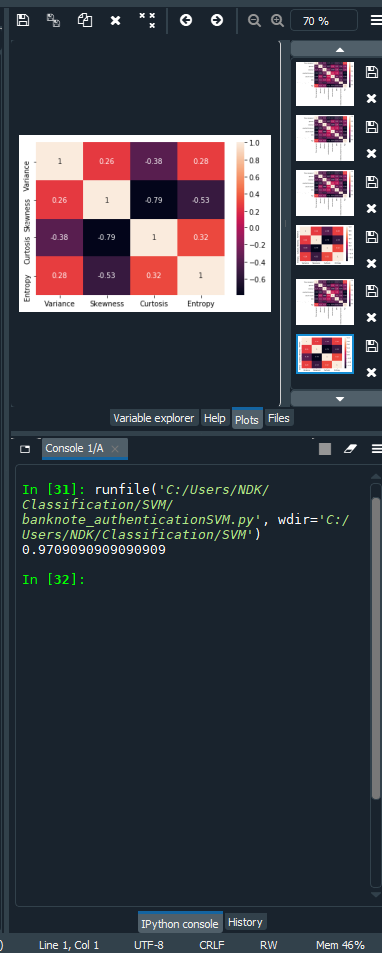 70 %
Variance
1
0.26
-0.38
0.28
Skewness
0.26
1
-0.79
-0.53
Curtosis
-0.38
-0.79
1
0.32
Entropy
0.28
-0.53
0.32
1
Variance Skewness Curtosis Entropy
1.0
0.8
0.6
0.4
0.2
0.0
-0.2
-0.4
-0.6
Variable explorer Help Plots Files
Console 1/A
In [31]: runfile('C:/Users/NDK/
Classification/SVM/
banknote_authenticationSVM.py', wdir='C:/
Users/NDK/Classification/SVM')
0.9709090909090909
In [32]:
IPython console History
) Line 1, Col 1 UTF-8 CRLF RW Mem 46%